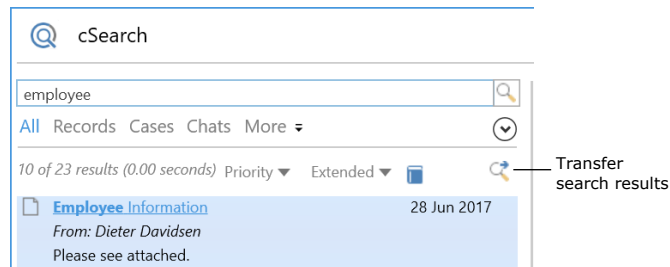 cSearch
employee
All Records Cases Chats More
10 of 23 results (0.00 seconds) Priority Extended
Transfer
search results
Employee Information 28 Jun 2017
From: Dieter Davidsen
Please see attached.